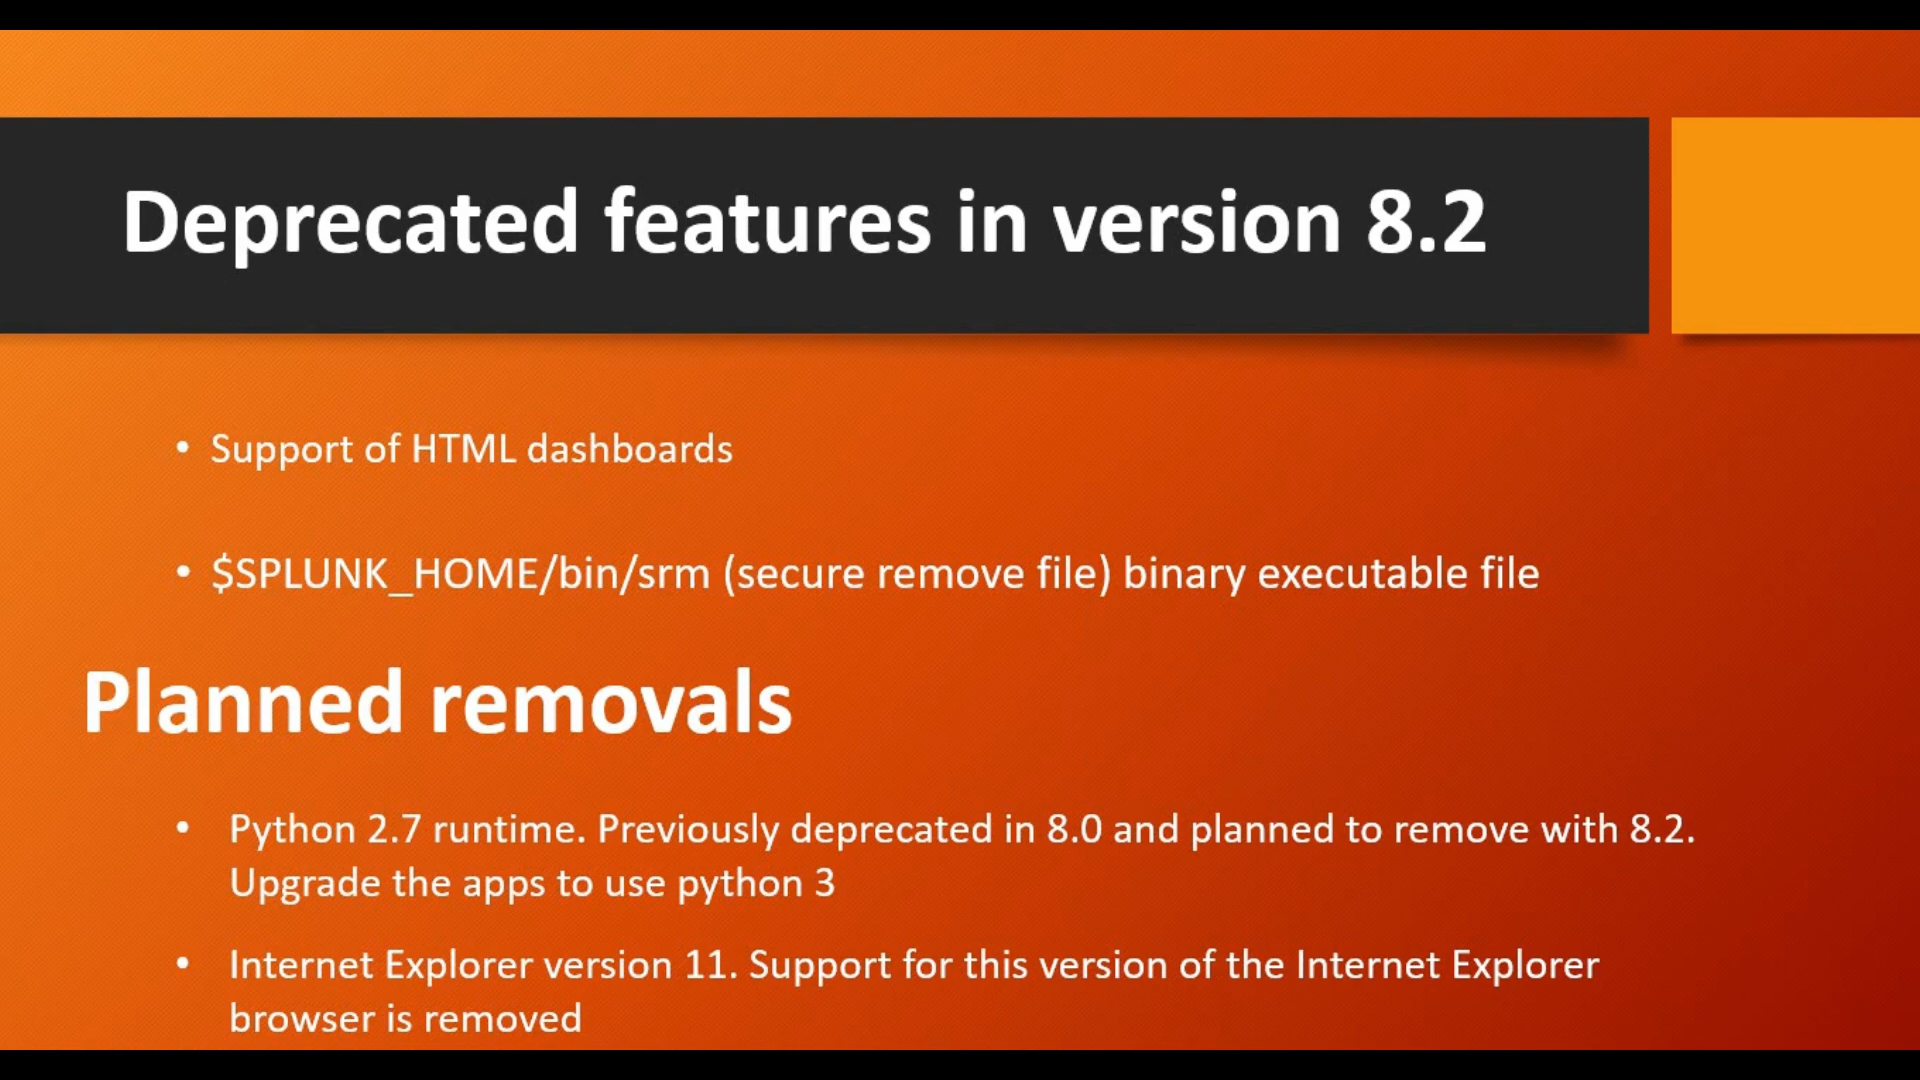 Deprecated features in version 8.2
• Support of HTML dashboards
• $SPLUNK_HOME/bin/srm (secure remove file) binary executable file
Planned removals
• Python 2.7 runtime. Previously deprecated in 8.0 and planned to remove with 8.2.
Upgrade the apps to use python 3
• Internet Explorer version 11. Support for this version of the Internet Explorer
browser is removed